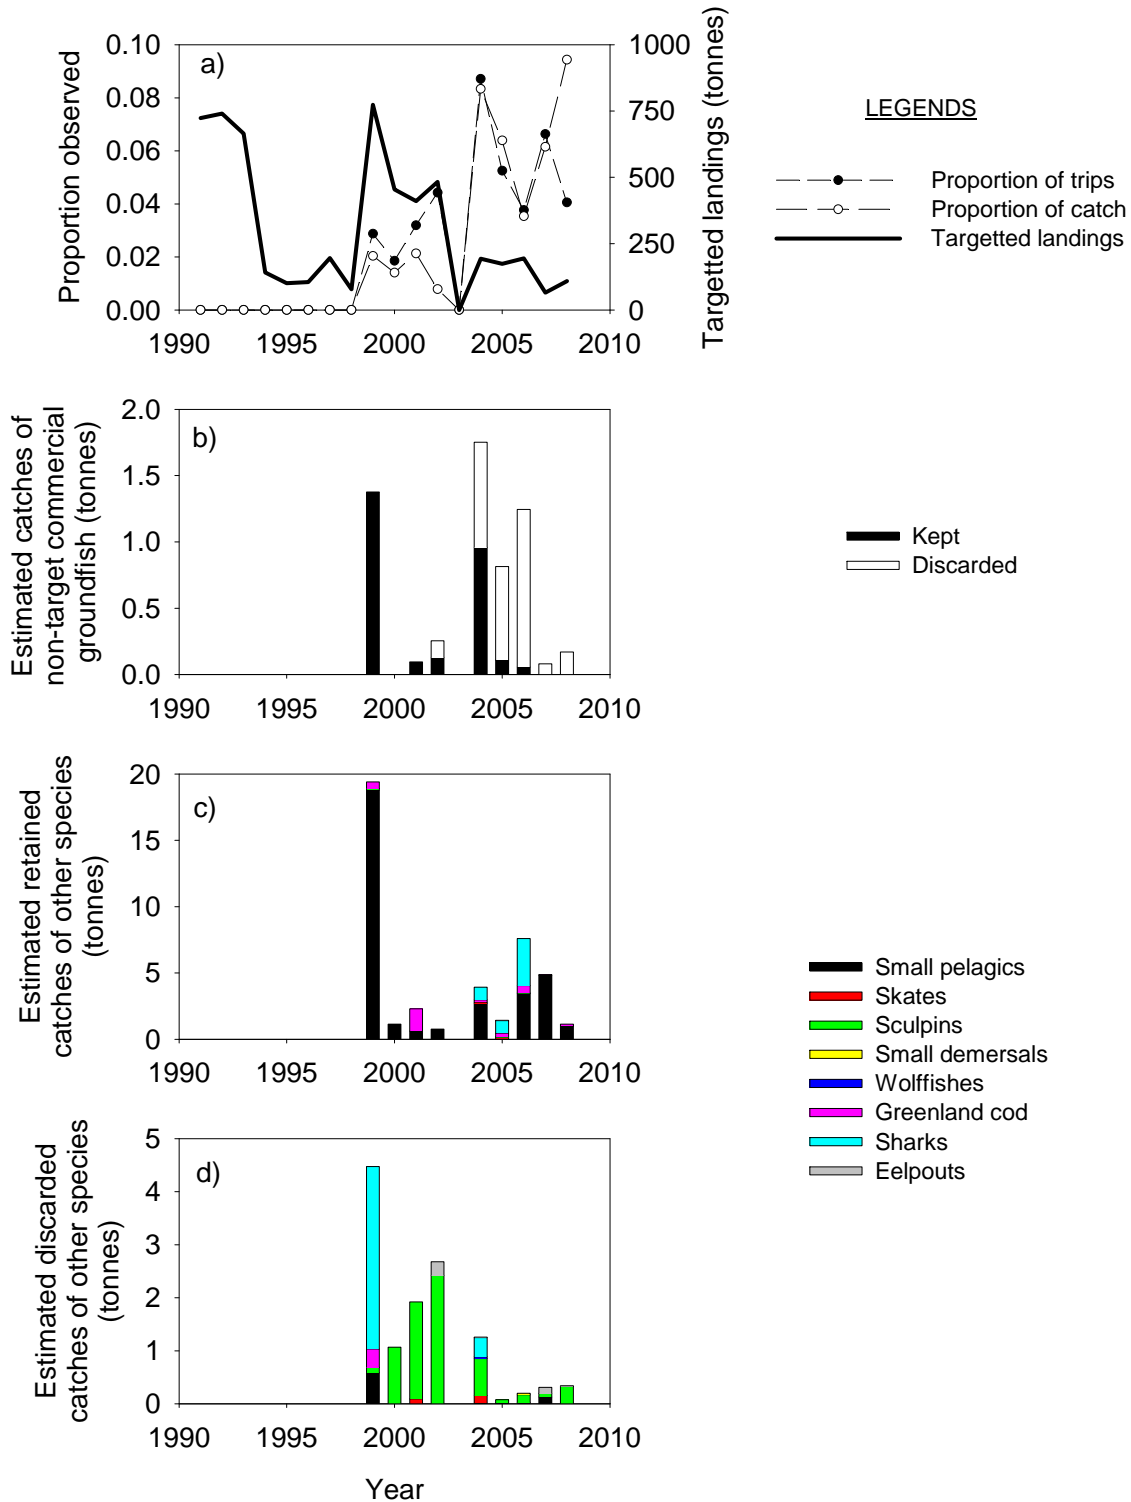 a)
Proportion observed
0.10
0.08
0.06
0.04
0.02
0.00
1000
750
500
250
0
Targetted landings (tonnes)
1990 1995 2000 2005 2010
LEGENDS
Proportion of trips
Proportion of catch
Targetted landings
b)
Estimated catches of
non-target commercial
groundfish (tonnes)
2.0
1.5
1.0
0.5
0.0
1990 1995 2000 2005 2010
Kept
Discarded
c)
Estimated retained
catches of other species
(tonnes)
20
15
10
5
0
1990 1995 2000 2005 2010
Small pelagics
Skates
Sculpins
Small demersals
Wolffishes
Greenland cod
Sharks
Eelpouts
d)
Estimated discarded
catches of other species
(tonnes)
5
4
3
2
1
0
1990 1995 2000 2005 2010
Year